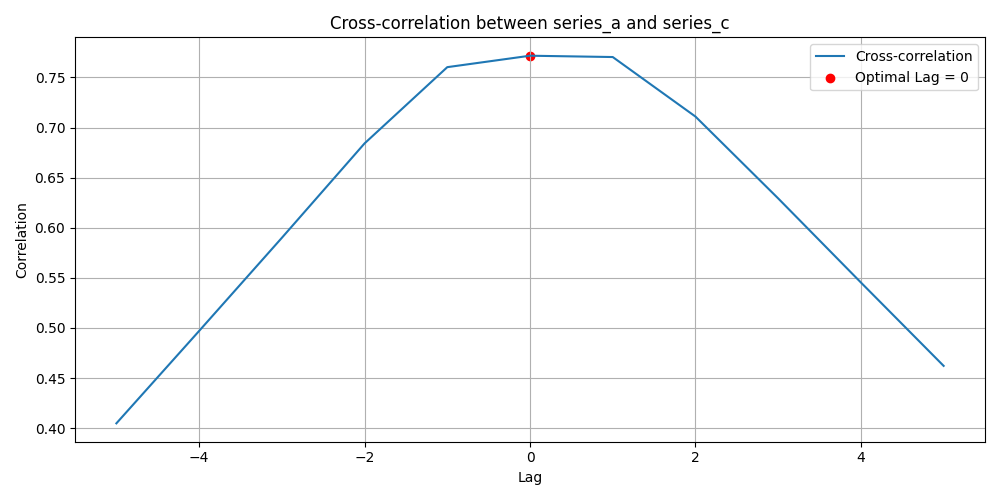 Cross-correlation between series_a and series_c
Cross-correlation
Optimal Lag = 0
Correlation
0.75
0.70
0.65
0.60
0.55
0.50
0.45
0.40
−4
−2
0
2
4
Lag